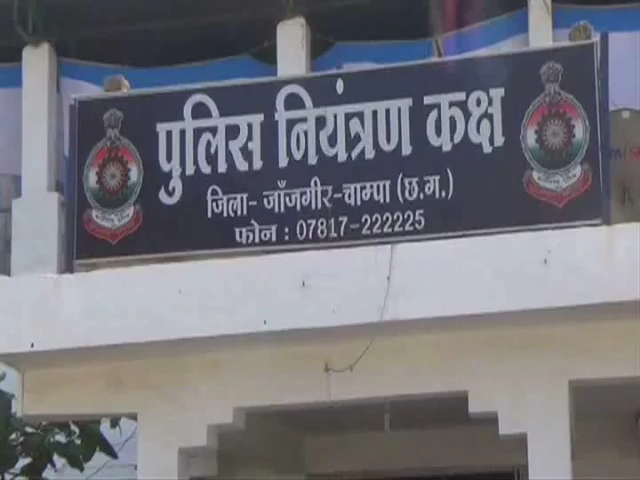 पुलिस नियंत्रण कक्ष
जिला- जाँजगीर-चाम्पा (छ.ग.)
फोन : 07817-222225